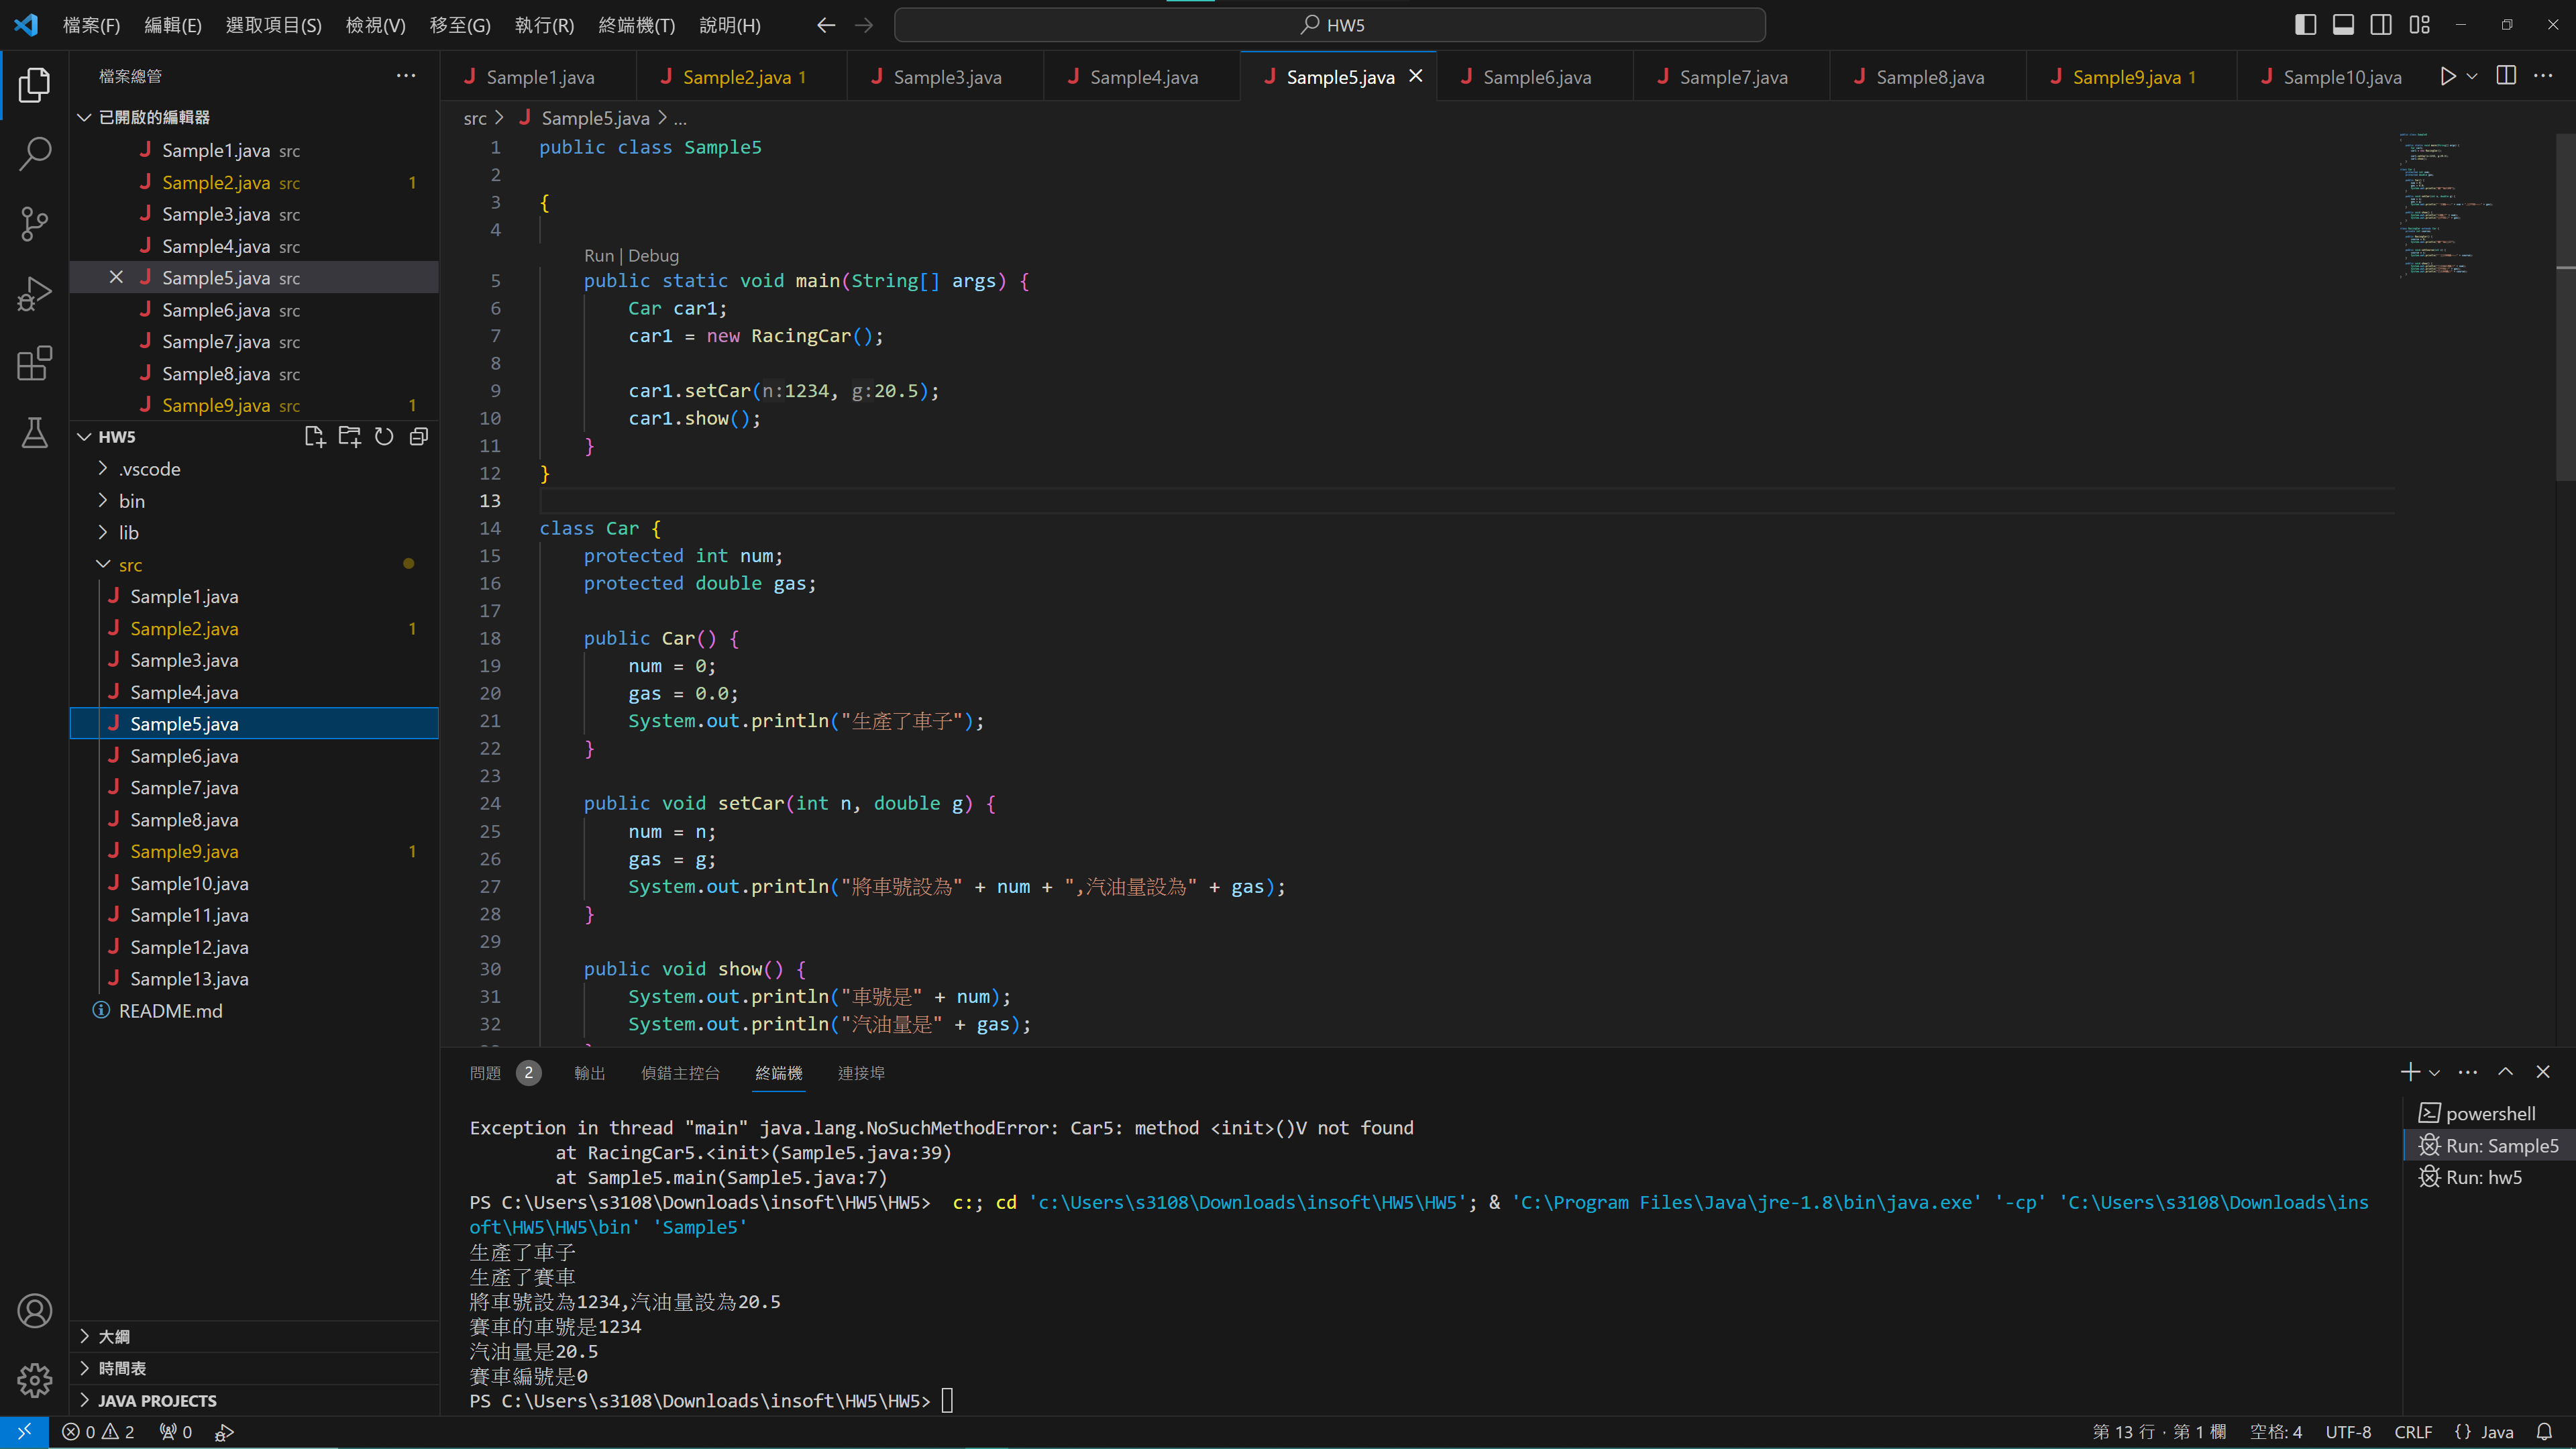 檔案(F) 編輯(E) 選取項目(S) 檢視(V) 移至(G) 執行(R) 終端機(T) 說明(H)
HW5
檔案總管
已開啟的編輯器
Sample1.java src
Sample2.java src 1
Sample3.java src
Sample4.java src
Sample5.java src
Sample6.java src
Sample7.java src
Sample8.java src
Sample9.java src 1
HW5
.vscode
bin
lib
src
Sample1.java
Sample2.java 1
Sample3.java
Sample4.java
Sample5.java
Sample6.java
Sample7.java
Sample8.java
Sample9.java 1
Sample10.java
Sample11.java
Sample12.java
Sample13.java
README.md
大綱
時間表
JAVA PROJECTS
Sample1.java Sample2.java 1 Sample3.java Sample4.java Sample5.java Sample6.java Sample7.java Sample8.java Sample9.java 1 Sample10.java
src > Sample5.java > ...
1 public class Sample5
2
3 {
4
Run | Debug
5 public static void main(String[] args) {
6 Car car1;
7 car1 = new RacingCar();
8
9 car1.setCar(n:1234, g:20.5);
10 car1.show();
11 }
12 }
13
14 class Car {
15 protected int num;
16 protected double gas;
17
18 public Car() {
19 num = 0;
20 gas = 0.0;
21 System.out.println("生產了車子");
22 }
23
24 public void setCar(int n, double g) {
25 num = n;
26 gas = g;
27 System.out.println("將車號設為" + num + ",汽油量設為" + gas);
28 }
29
30 public void show() {
31 System.out.println("車號是" + num);
32 System.out.println("汽油量是" + gas);
問題 2 輸出 偵錯主控台 終端機 連接埠
Exception in thread "main" java.lang.NoSuchMethodError: Car5: method <init>()V not found
at RacingCar5.<init>(Sample5.java:39)
at Sample5.main(Sample5.java:7)
PS C:\Users\s3108\Downloads\insoft\HW5\HW5> c:; cd 'c:\Users\s3108\Downloads\insoft\HW5\HW5'; & 'C:\Program Files\Java\jre-1.8\bin\java.exe' '-cp' 'C:\Users\s3108\Downloads\ins
oft\HW5\HW5\bin' 'Sample5'
生產了車子
生產了賽車
將車號設為1234,汽油量設為20.5
賽車的車號是1234
汽油量是20.5
賽車編號是0
PS C:\Users\s3108\Downloads\insoft\HW5\HW5>
powershell
Run: Sample5
Run: hw5
0 2 0
第 13 行，第 1 欄 空格: 4 UTF-8 CRLF {} Java